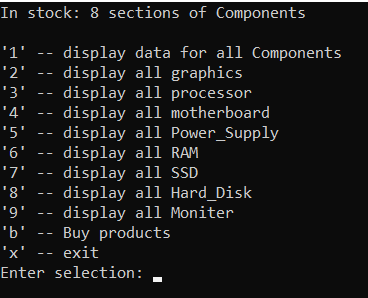 In stock: 8 sections of Components
'1' -- display data for all Components
'2' -- display all graphics
'3' -- display all processor
'4' -- display all motherboard
'5' -- display all Power_Supply
'6' -- display all RAM
'7' -- display all SSD
'8' -- display all Hard_Disk
'9' -- display all Moniter
'b' -- Buy products
'x' -- exit
Enter selection: